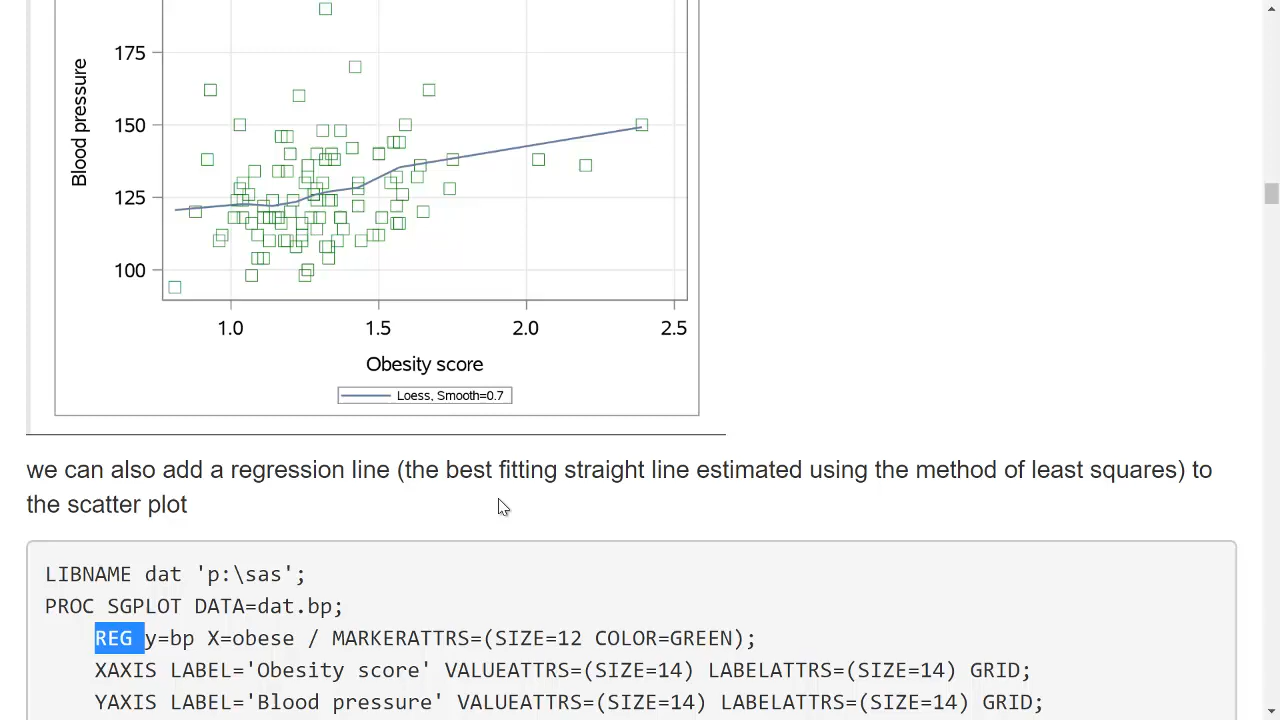 175
150
125
100
Blood pressure
1.0 1.5 2.0 2.5
Obesity score
Loess, Smooth=0.7
we can also add a regression line (the best fitting straight line estimated using the method of least squares) to
the scatter plot
LIBNAME dat 'p:\sas';
PROC SGPLOT DATA=dat.bp;
REG y=bp X=obese / MARKERATTRS=(SIZE=12 COLOR=GREEN);
XAXIS LABEL='Obesity score' VALUEATTRS=(SIZE=14) LABELATTRS=(SIZE=14) GRID;
YAXIS LABEL='Blood pressure' VALUEATTRS=(SIZE=14) LABELATTRS=(SIZE=14) GRID;